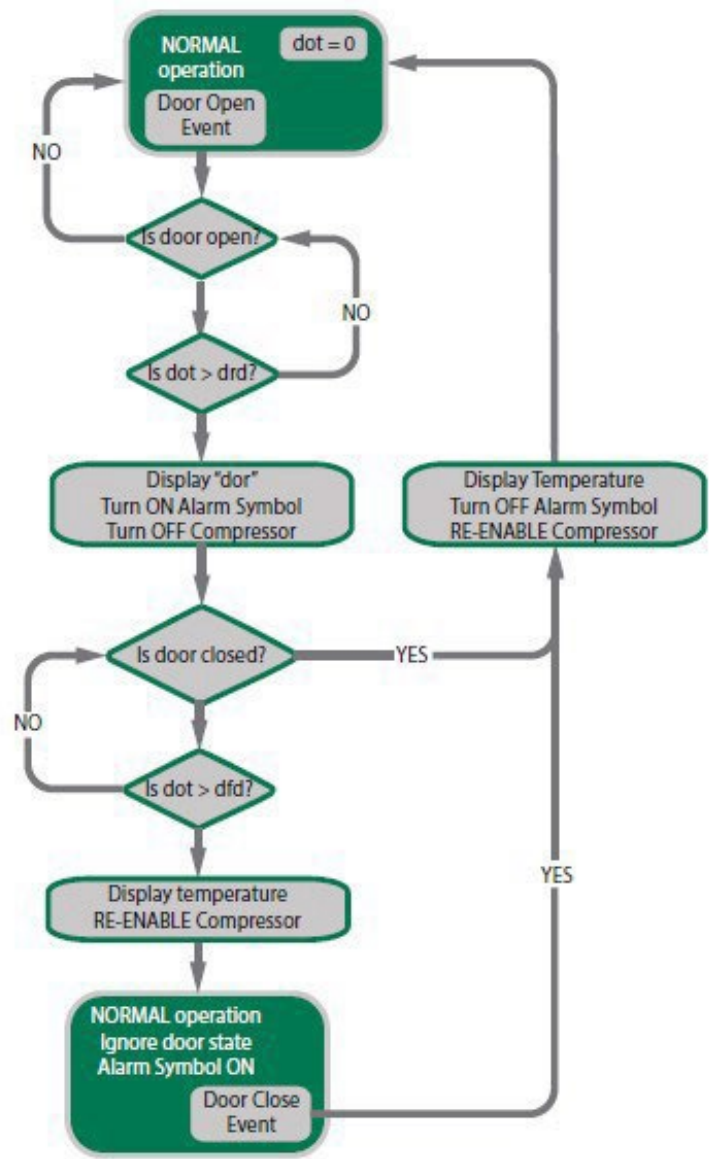 NORMAL
operation
dot = 0
Door Open
Event
NO
Is door open?
NO
Is dot > drd?
Display "dor"
Turn ON Alarm Symbol
Turn OFF Compressor
Display Temperature
Turn OFF Alarm Symbol
RE-ENABLE Compressor
Is door closed?
YES
NO
Is dot > dfd?
YES
Display temperature
RE-ENABLE Compressor
NORMAL operation
Ignore door state
Alarm Symbol ON
Door Close
Event